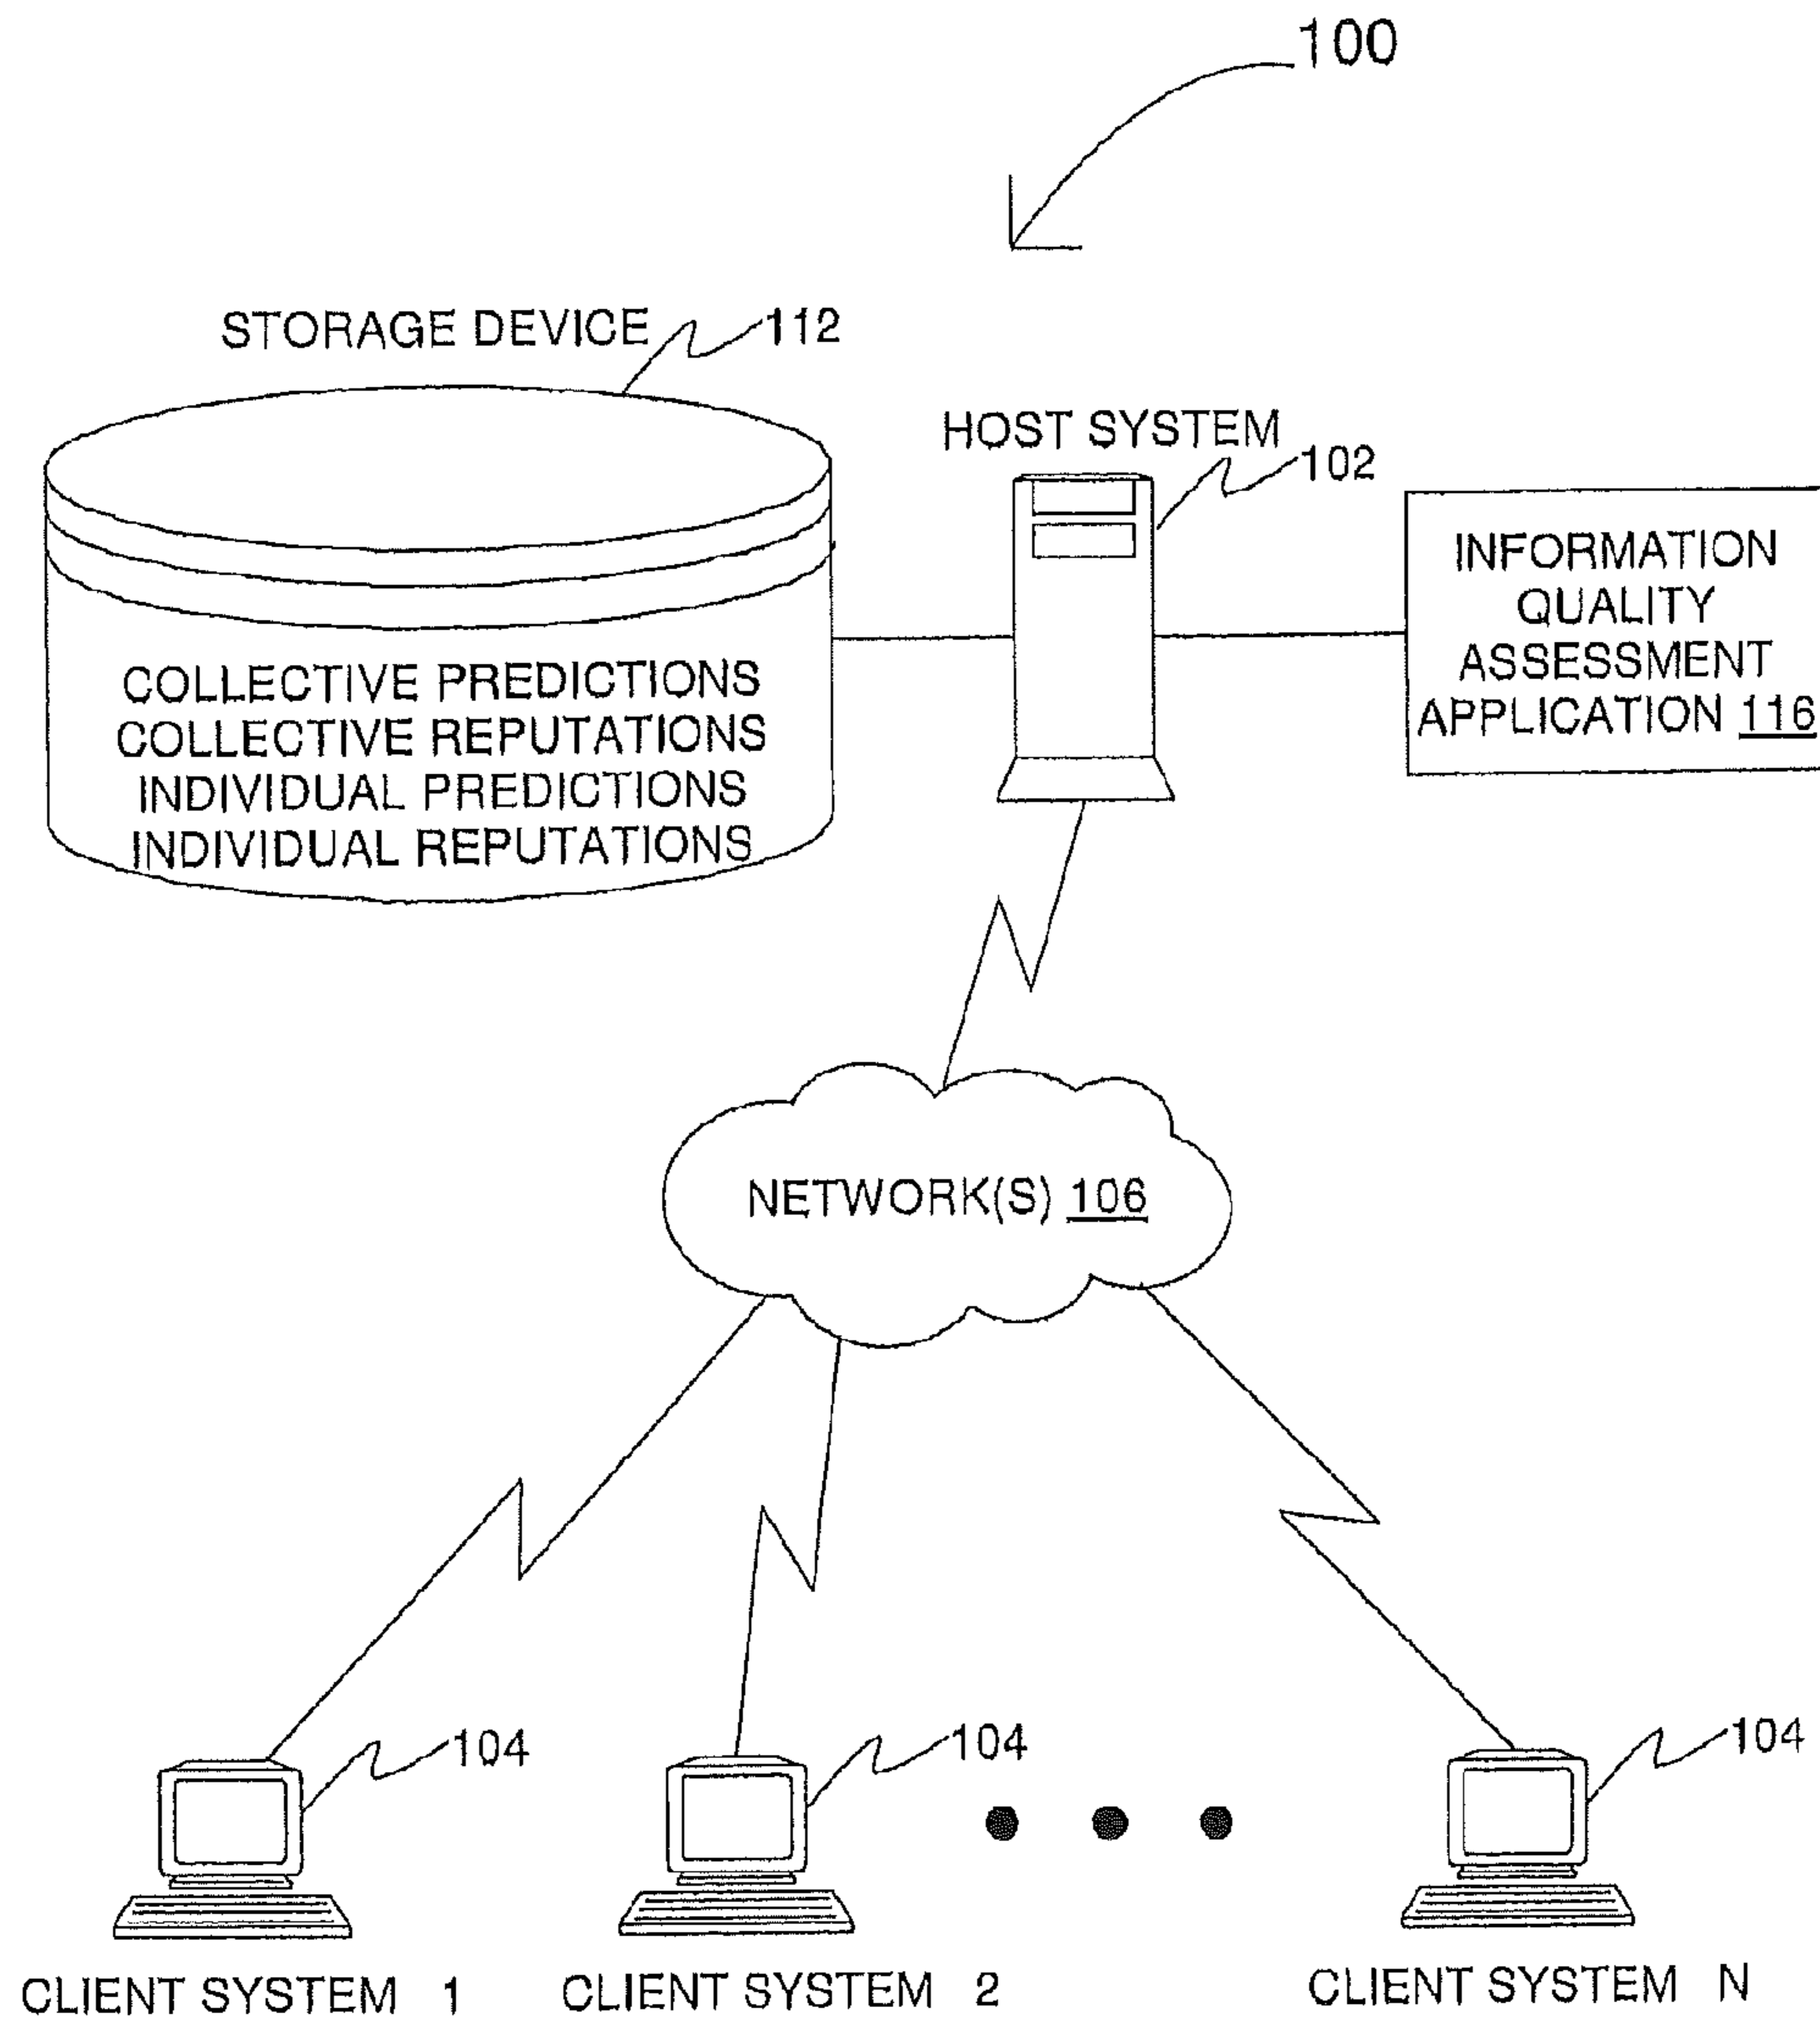 100
STORAGE DEVICE 112
HOST SYSTEM
102
COLLECTIVE PREDICTIONS
COLLECTIVE REPUTATIONS
INDIVIDUAL PREDICTIONS
INDIVIDUAL REPUTATIONS
INFORMATION
QUALITY
ASSESSMENT
APPLICATION 116
NETWORK(S) 106
104
104
104
CLIENT SYSTEM 1
CLIENT SYSTEM 2
CLIENT SYSTEM N